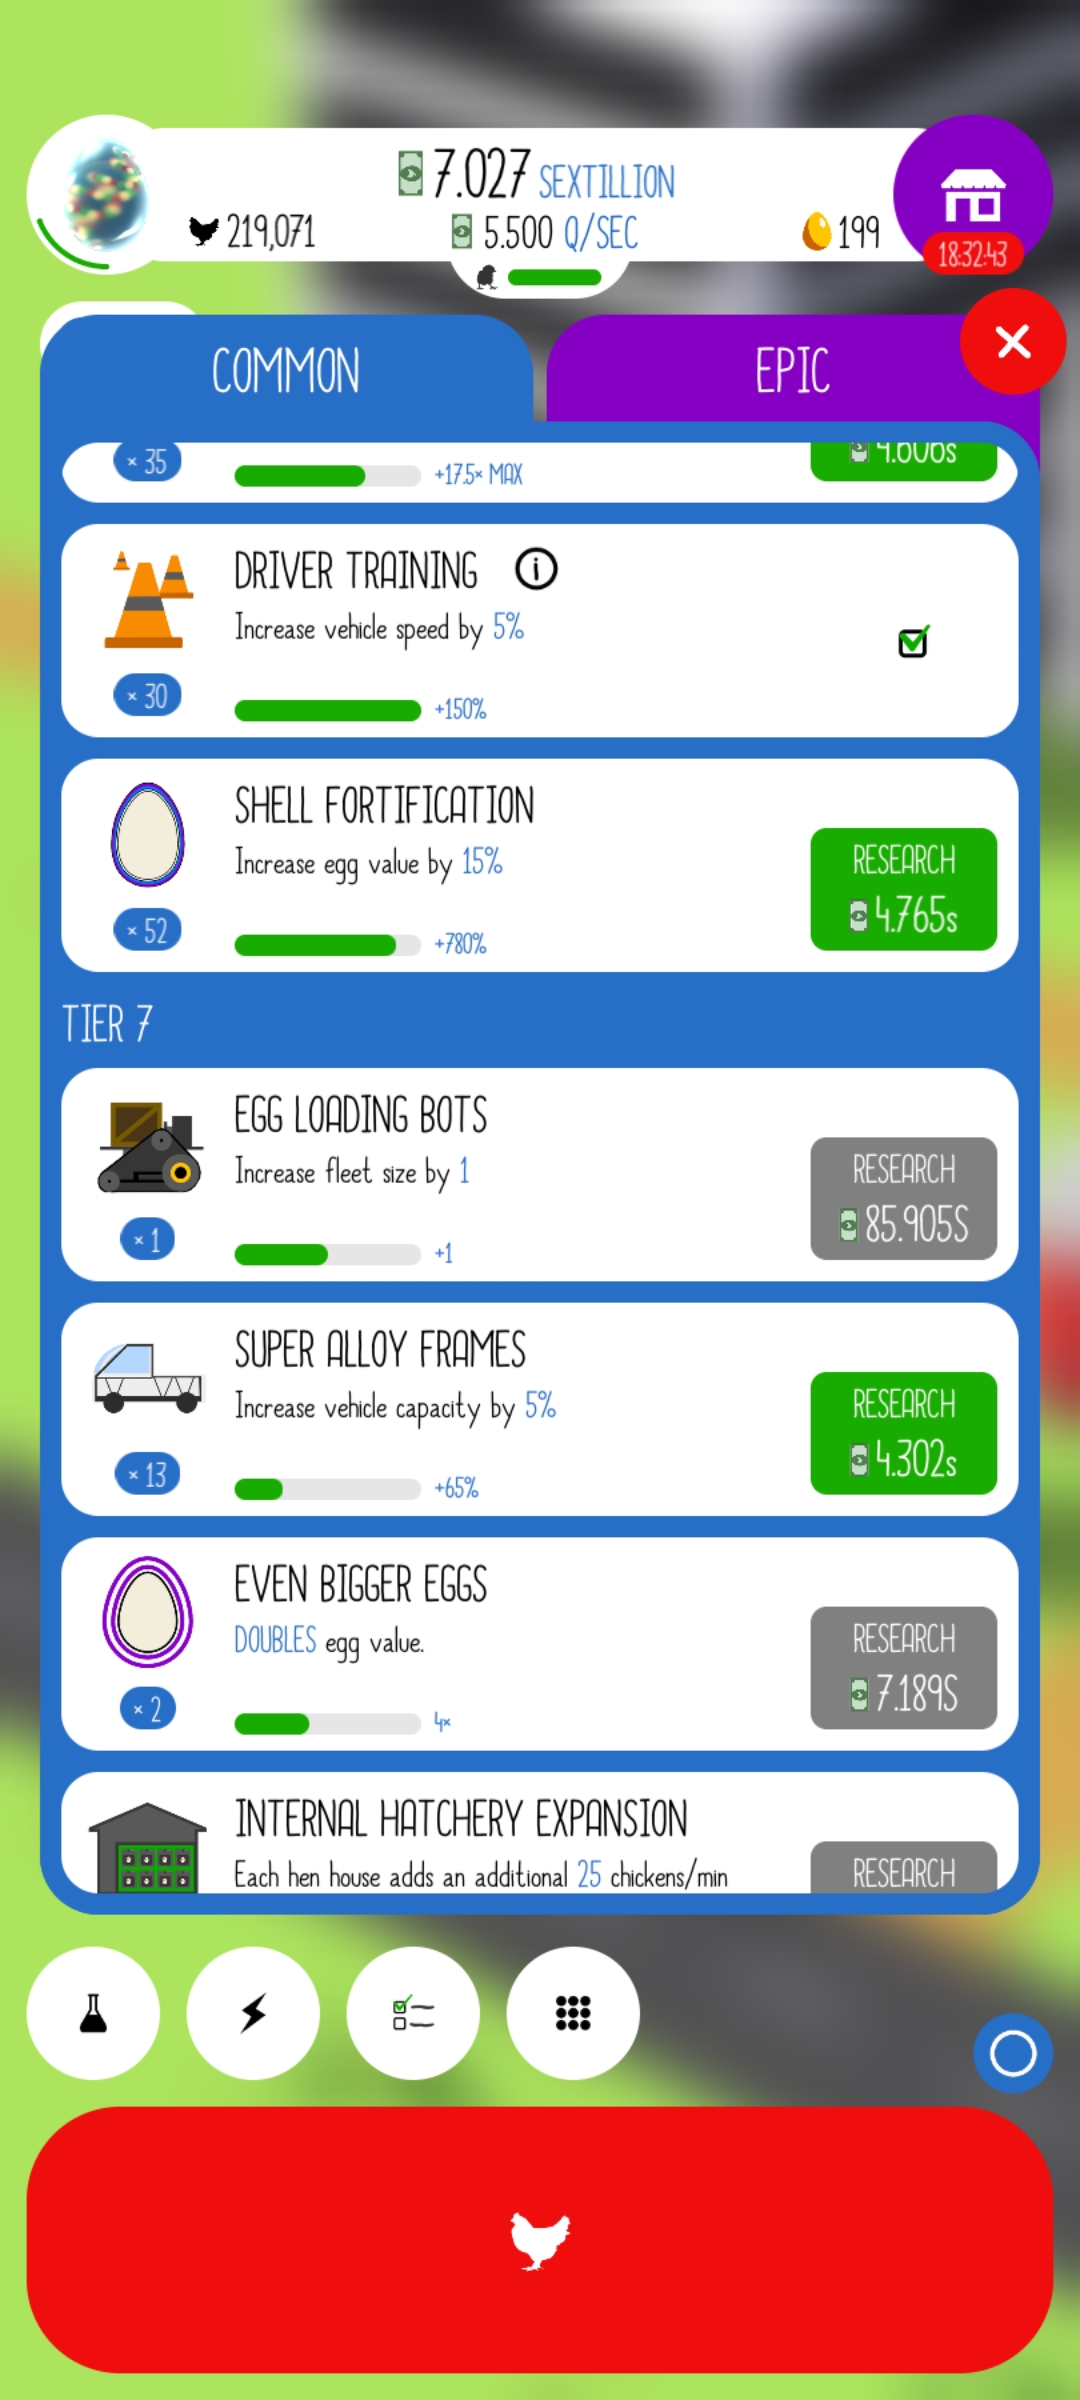 7.027 SEXTILLION
219,071
5.500 Q/SEC
199
18:32:43
COMMON
EPIC
× 35
+17.5× MAX
4.606s
DRIVER TRAINING
Increase vehicle speed by 5%
× 30
+150%
SHELL FORTIFICATION
Increase egg value by 15%
× 52
+780%
RESEARCH
4.765s
TIER 7
EGG LOADING BOTS
Increase fleet size by 1
× 1
+1
RESEARCH
85.905S
SUPER ALLOY FRAMES
Increase vehicle capacity by 5%
× 13
+65%
RESEARCH
4.302s
EVEN BIGGER EGGS
DOUBLES egg value.
× 2
4×
RESEARCH
7.189S
INTERNAL HATCHERY EXPANSION
Each hen house adds an additional 25 chickens/min
RESEARCH